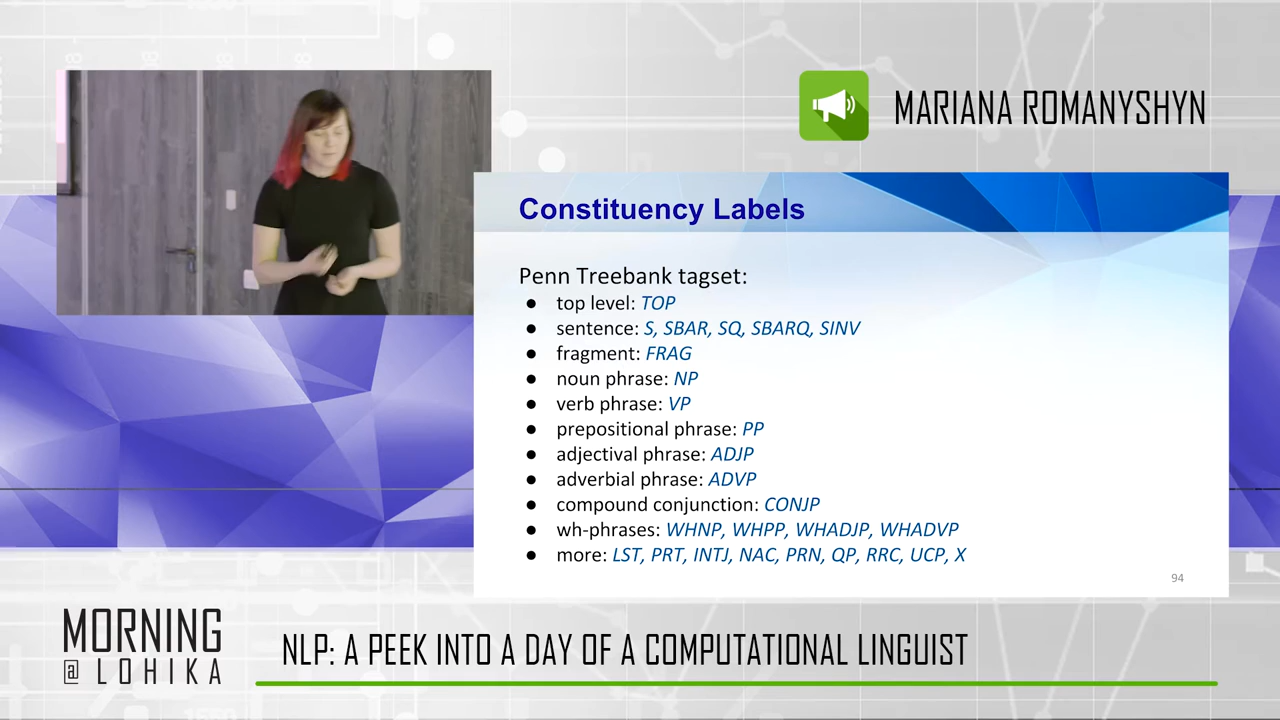 MARIANA ROMANYSHYN
Constituency Labels
Penn Treebank tagset:
● top level: TOP
● sentence: S, SBAR, SQ, SBARQ, SINV
● fragment: FRAG
● noun phrase: NP
● verb phrase: VP
● prepositional phrase: PP
● adjectival phrase: ADJP
● adverbial phrase: ADVP
● compound conjunction: CONJP
● wh-phrases: WHNP, WHPP, WHADJP, WHADVP
● more: LST, PRT, INTJ, NAC, PRN, QP, RRC, UCP, X
94
MORNING
@ LOHIKA
NLP: A PEEK INTO A DAY OF A COMPUTATIONAL LINGUIST